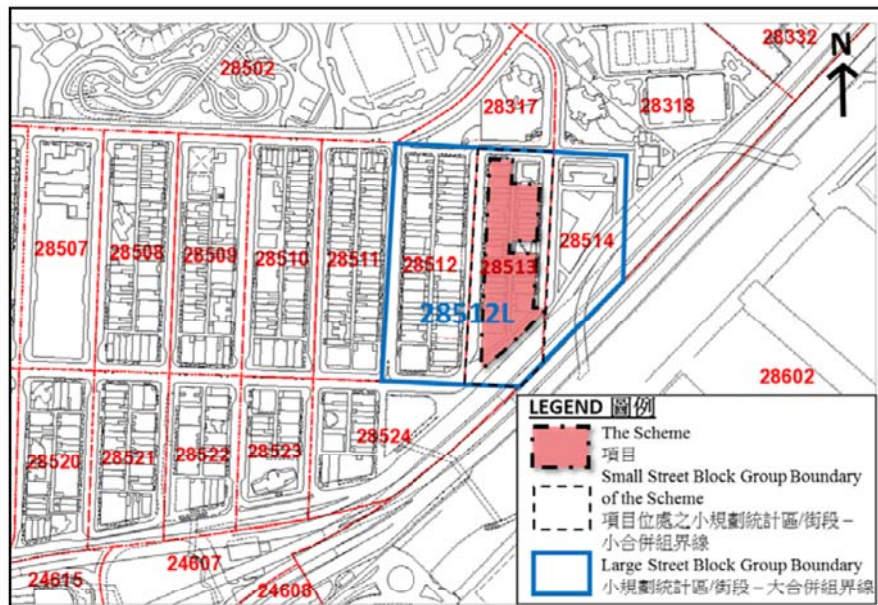 28332
N
28502
28317
28318
28507
28508
28509
28510
28511
28512
28513
28514
28512L
28602
28520
28521
28522
28523
28524
24607
24615
24608
LEGEND 圖例
The Scheme
項目
Small Street Block Group Boundary
of the Scheme
項目位處之小規劃統計區/街段 –
小合併組界線
Large Street Block Group Boundary
小規劃統計區/街段 – 大合併組界線